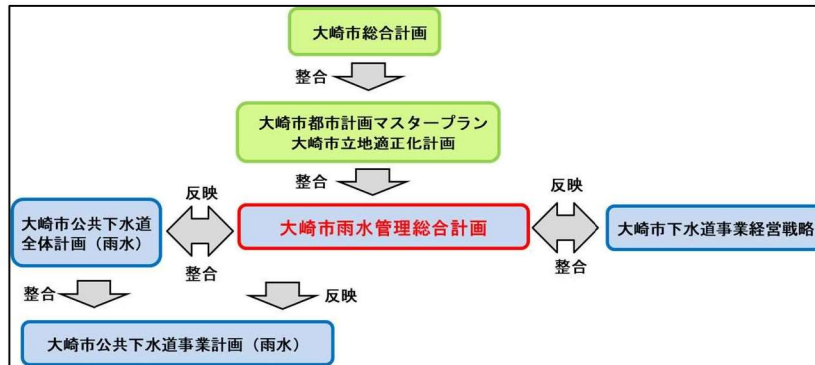 大崎市総合計画
整合
大崎市都市計画マスタープラン
大崎市立地適正化計画
整合
反映
反映
大崎市公共下水道
全体計画（雨水）
大崎市雨水管理総合計画
大崎市下水道事業経営戦略
整合
整合
整合
反映
大崎市公共下水道事業計画（雨水）